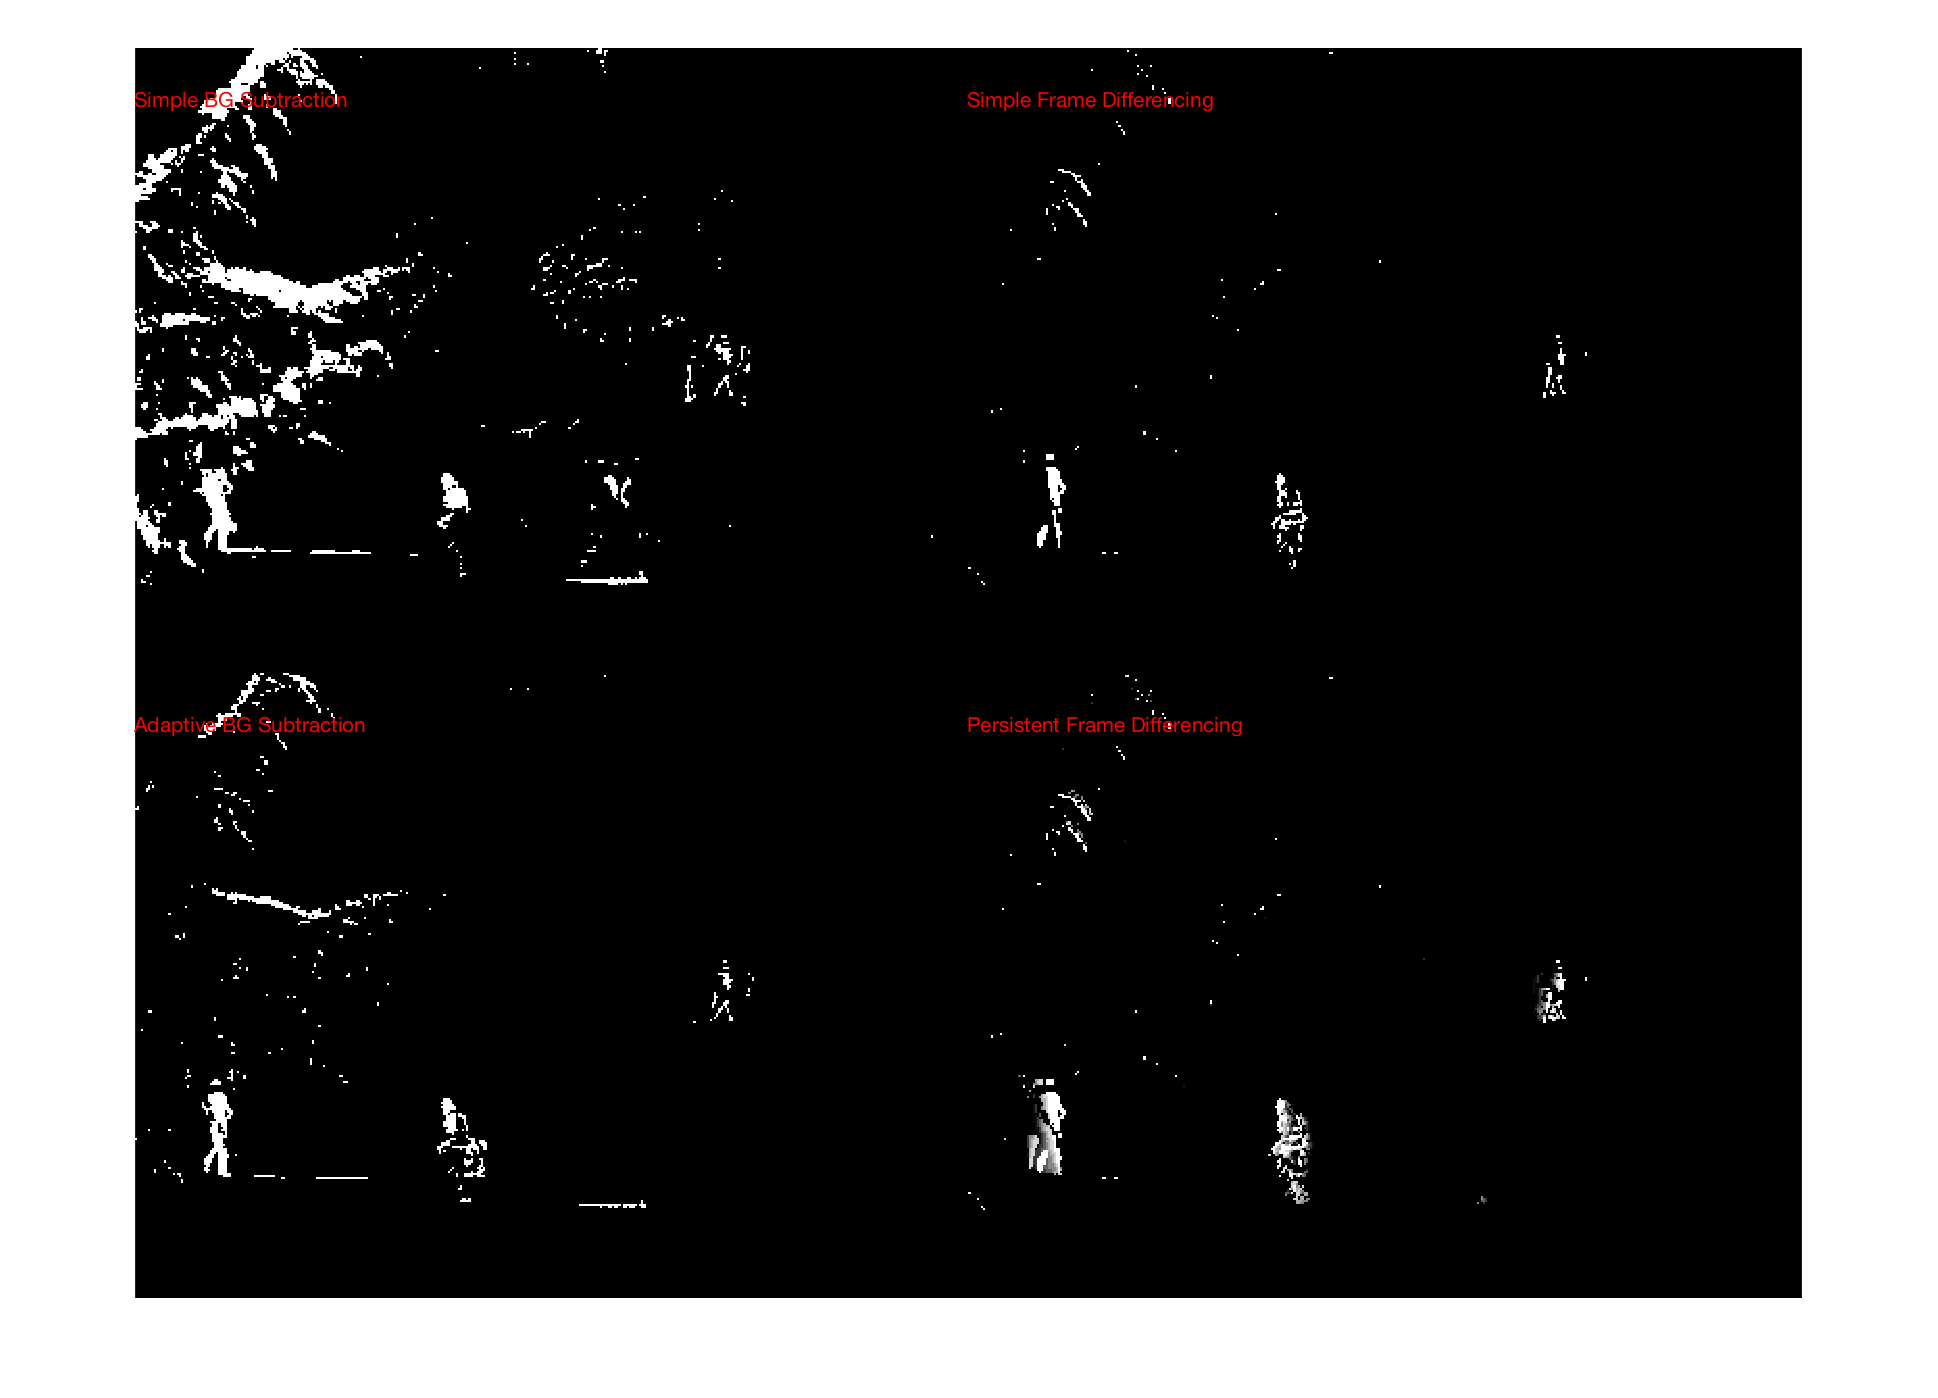 Simple BG Subtraction
Simple Frame Differencing
Adaptive BG Subtraction
Persistent Frame Differencing